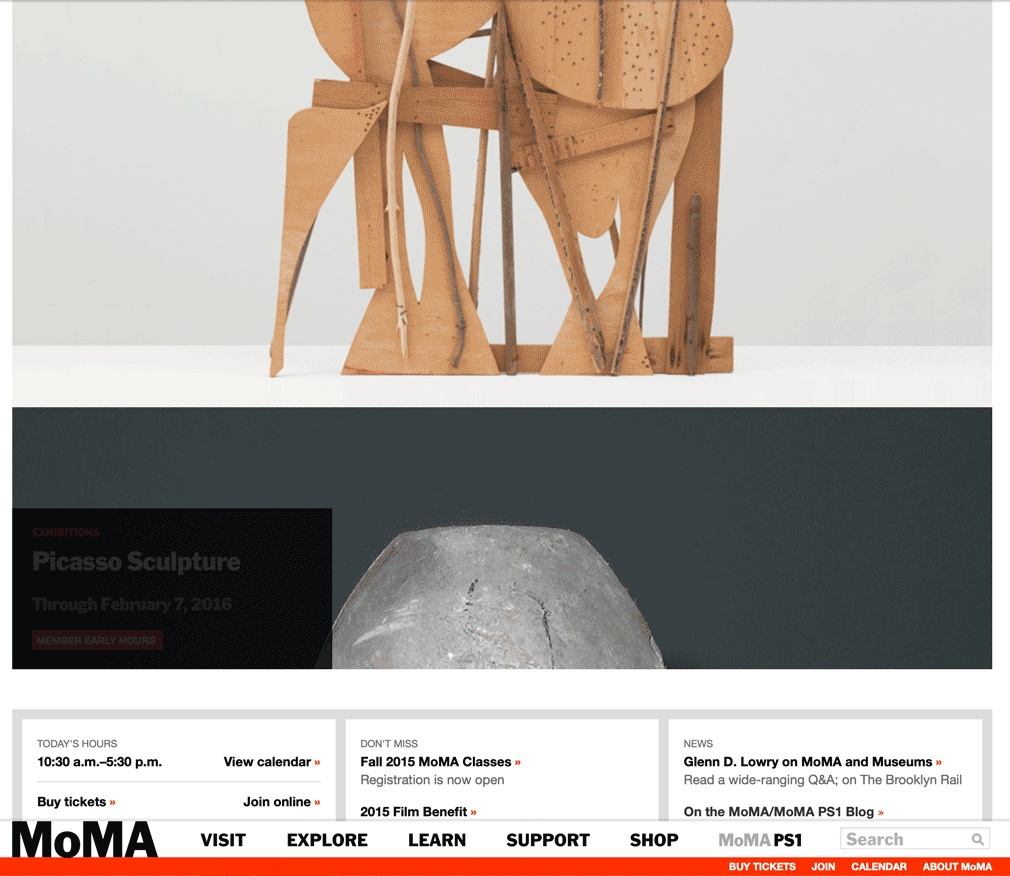 EXHIBITIONS
Picasso Sculpture
Through February 7, 2016
MEMBER EARLY HOURS
TODAY'S HOURS
10:30 a.m.–5:30 p.m. View calendar »
Buy tickets » Join online »
DON'T MISS
Fall 2015 MoMA Classes »
Registration is now open
2015 Film Benefit »
NEWS
Glenn D. Lowry on MoMA and Museums »
Read a wide-ranging Q&A; on The Brooklyn Rail
On the MoMA/MoMA PS1 Blog »
MoMA VISIT EXPLORE LEARN SUPPORT SHOP MoMA PS1 Search
BUY TICKETS JOIN CALENDAR ABOUT MoMA